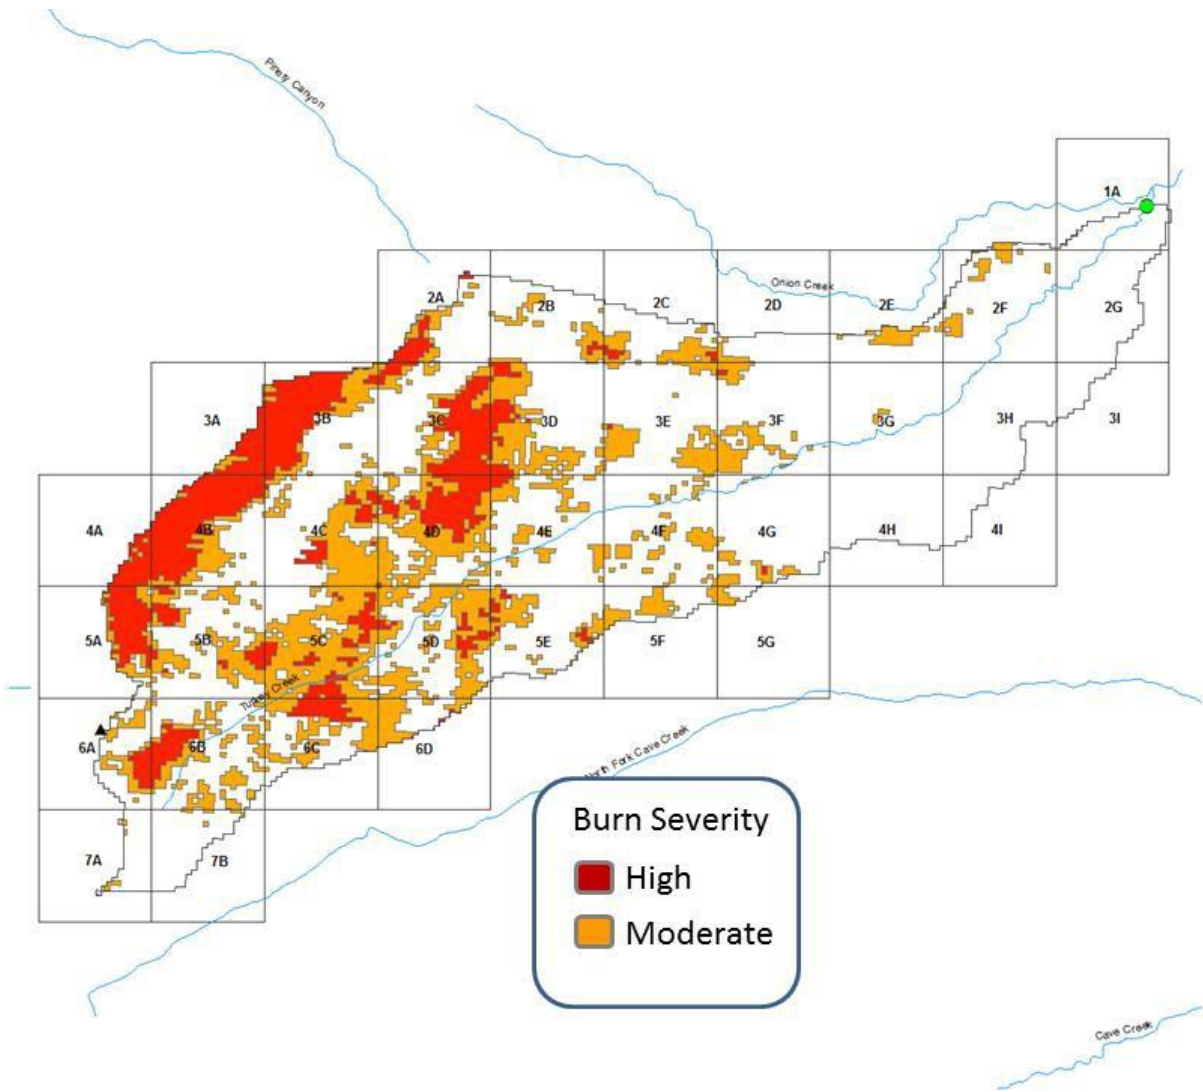 Pinery Canyon
1A
Onion Creek
2A
2B
2C
2D
2E
2F
2G
3A
3B
3C
3D
3E
3F
3G
3H
3I
4A
4B
4C
4D
4E
4F
4G
4H
4I
5A
5B
5C
5D
5E
5F
5G
Turkey Creek
6A
6B
6C
6D
North Fork Cave Creek
7A
7B
Burn Severity
High
Moderate
Cave Creek